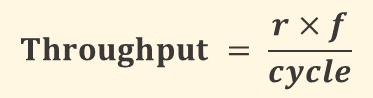 Throughput = r × f / cycle